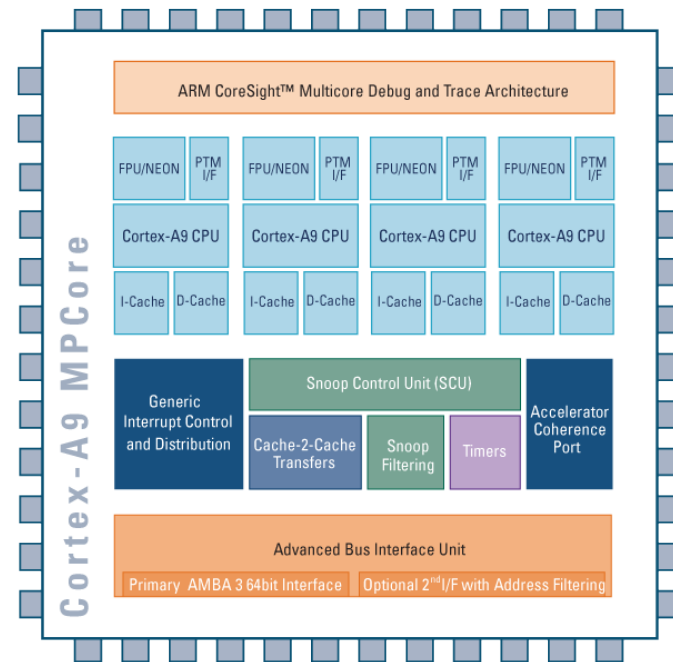 Cortex-A9 MPCore
ARM CoreSight™ Multicore Debug and Trace Architecture
FPU/NEON
PTM
I/F
FPU/NEON
PTM
I/F
FPU/NEON
PTM
I/F
FPU/NEON
PTM
I/F
Cortex-A9 CPU
Cortex-A9 CPU
Cortex-A9 CPU
Cortex-A9 CPU
I-Cache
D-Cache
I-Cache
D-Cache
I-Cache
D-Cache
I-Cache
D-Cache
Generic
Interrupt Control
and Distribution
Snoop Control Unit (SCU)
Cache-2-Cache
Transfers
Snoop
Filtering
Timers
Accelerator
Coherence
Port
Advanced Bus Interface Unit
Primary AMBA 3 64bit Interface
Optional 2nd I/F with Address Filtering